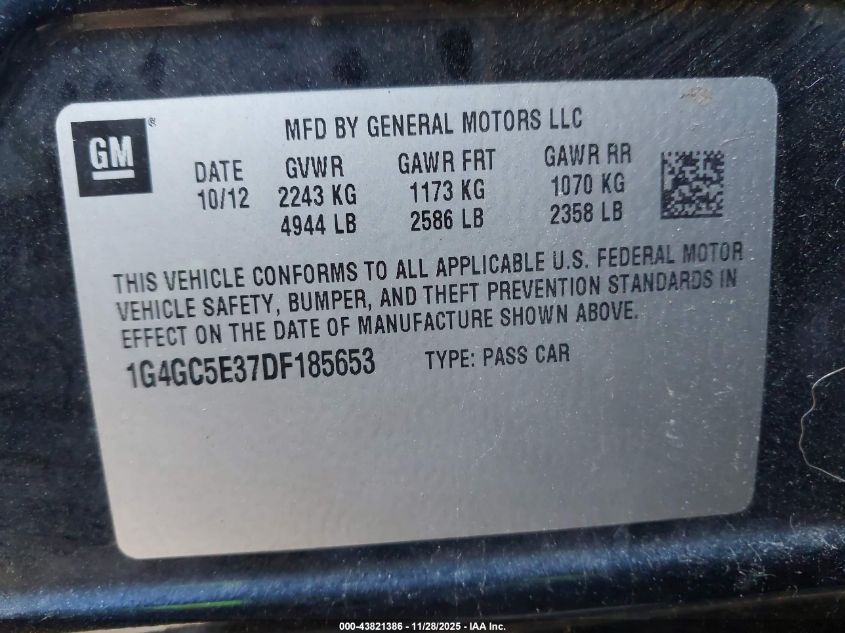 GM®
MFD BY GENERAL MOTORS LLC
DATE GVWR GAWR FRT GAWR RR
10/12 2243 KG 1173 KG 1070 KG
4944 LB 2586 LB 2358 LB
THIS VEHICLE CONFORMS TO ALL APPLICABLE U.S. FEDERAL MOTOR
VEHICLE SAFETY, BUMPER, AND THEFT PREVENTION STANDARDS IN
EFFECT ON THE DATE OF MANUFACTURE SHOWN ABOVE.
1G4GC5E37DF185653 TYPE: PASS CAR
000-43821386 - 11/28/2025 - IAA Inc.